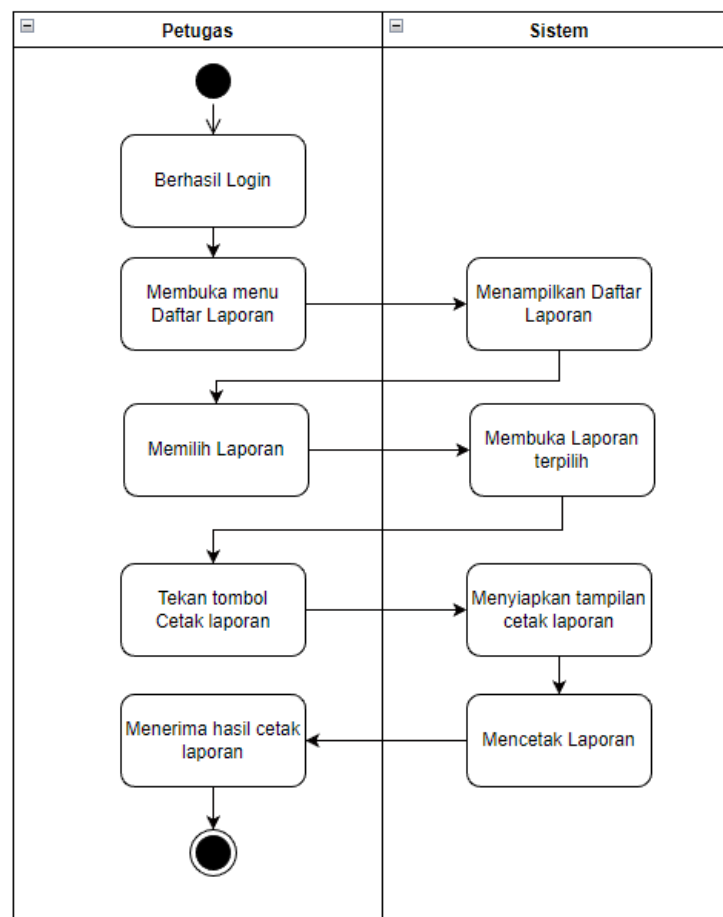 Petugas
Sistem
Berhasil Login
Membuka menu
Daftar Laporan
Menampilkan Daftar
Laporan
Memilih Laporan
Membuka Laporan
terpilih
Tekan tombol
Cetak laporan
Menyiapkan tampilan
cetak laporan
Mencetak Laporan
Menerima hasil cetak
laporan